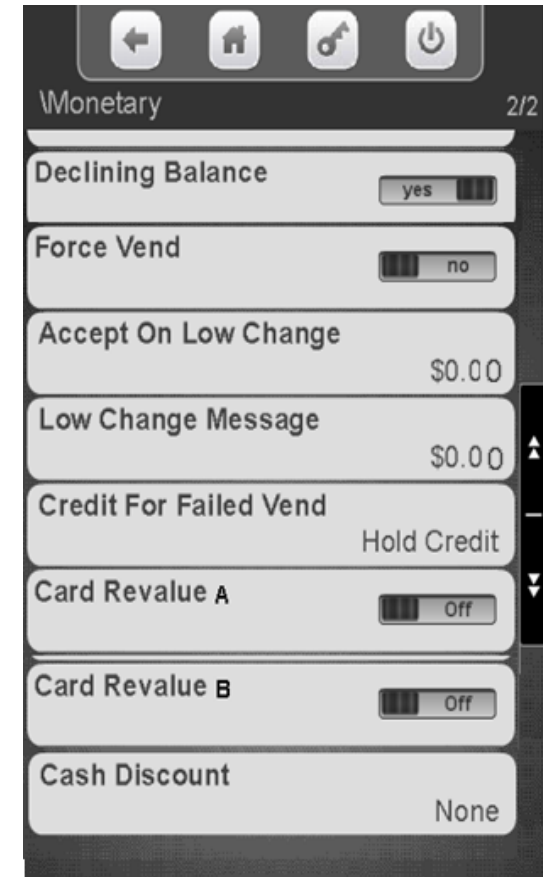 \Monetary 2/2
Declining Balance
yes
Force Vend
no
Accept On Low Change
$0.00
Low Change Message
$0.00
Credit For Failed Vend
Hold Credit
Card Revalue A
Off
Card Revalue B
Off
Cash Discount
None